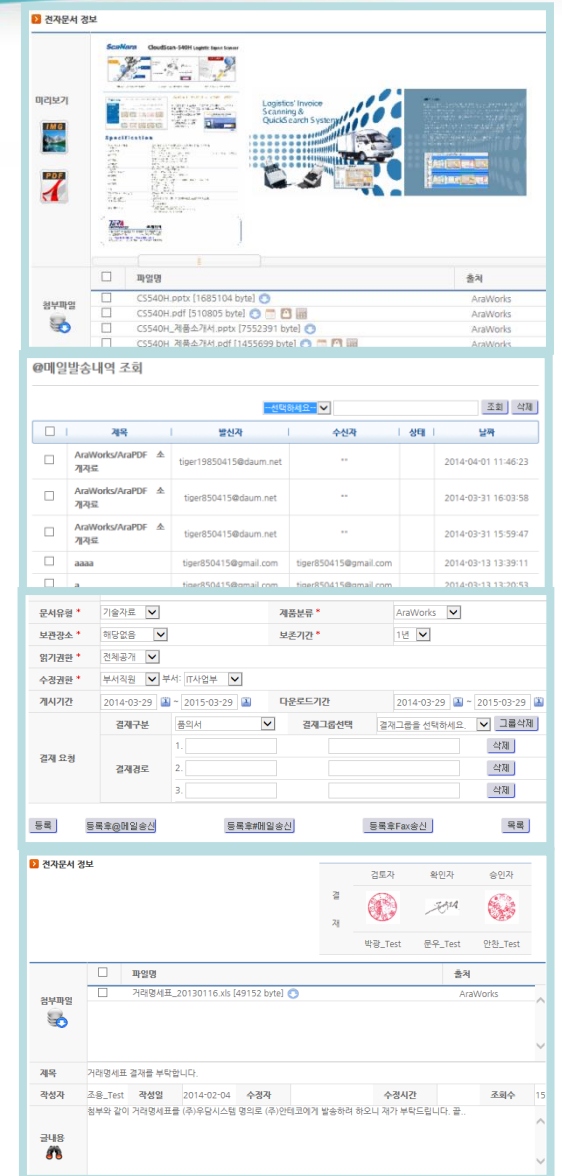 전자문서 정보
ScaNara CloudScan-540H Logistic Input Scanner
미리보기
IMG
PDF
Specification
Logistics' Invoice
Scanning &
QuickSearch System
파일명 출처
첨부파일
CS540H.pptx [1685104 byte] AraWorks
CS540H.pdf [510805 byte] AraWorks
CS540H_제품소개서.pptx [7552391 byte] AraWorks
CS540H_제품소개서.pdf [1455699 byte] AraWorks
@메일발송내역 조회
--선택하세요-- 조회 삭제
제목 발신자 수신자 상태 날짜
AraWorks/AraPDF 소개자료 tiger19850415@daum.net "" 2014-04-01 11:46:23
AraWorks/AraPDF 소개자료 tiger850415@daum.net "" 2014-03-31 16:03:58
AraWorks/AraPDF 소개자료 tiger850415@daum.net "" 2014-03-31 15:59:47
aaaa tiger850415@gmail.com tiger850415@gmail.com 2014-03-13 13:39:11
a tiger850415@gmail.com tiger850415@gmail.com 2014-03-13 13:20:53
문서유형 * 기술자료 제품분류 * AraWorks
보관장소 * 해당없음 보존기간 * 1년
읽기권한 * 전체공개
수정권한 * 부서직원 부서: IT사업부
게시기간 2014-03-29 ~ 2015-03-29 다운로드기간 2014-03-29 ~ 2015-03-29
결재 요청
결재구분 품의서 결재그룹선택 결재그룹을 선택하세요. 그룹삭제
결재경로
1. 삭제
2. 삭제
3. 삭제
등록 등록후@메일송신 등록후#메일송신 등록후Fax송신 목록
전자문서 정보
결재
검토자 확인자 승인자
박광_Test 문우_Test 안찬_Test
파일명 출처
첨부파일
거래명세표_20130116.xls [49152 byte] AraWorks
제목 거래명세표 결재를 부탁합니다.
작성자 조용_Test 작성일 2014-02-04 수정자 수정시간 조회수 15
글내용
첨부와 같이 거래명세표를 (주)우담시스템 명의로 (주)안테코에게 발송하려 하오니 재가 부탁드립니다. 끝..